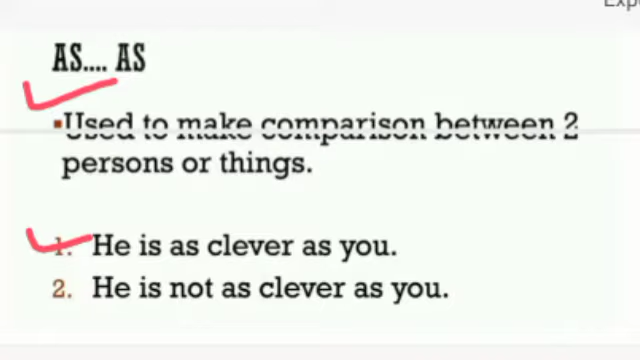 AS.... AS
▪Used to make comparison between 2
persons or things.
1. He is as clever as you.
2. He is not as clever as you.